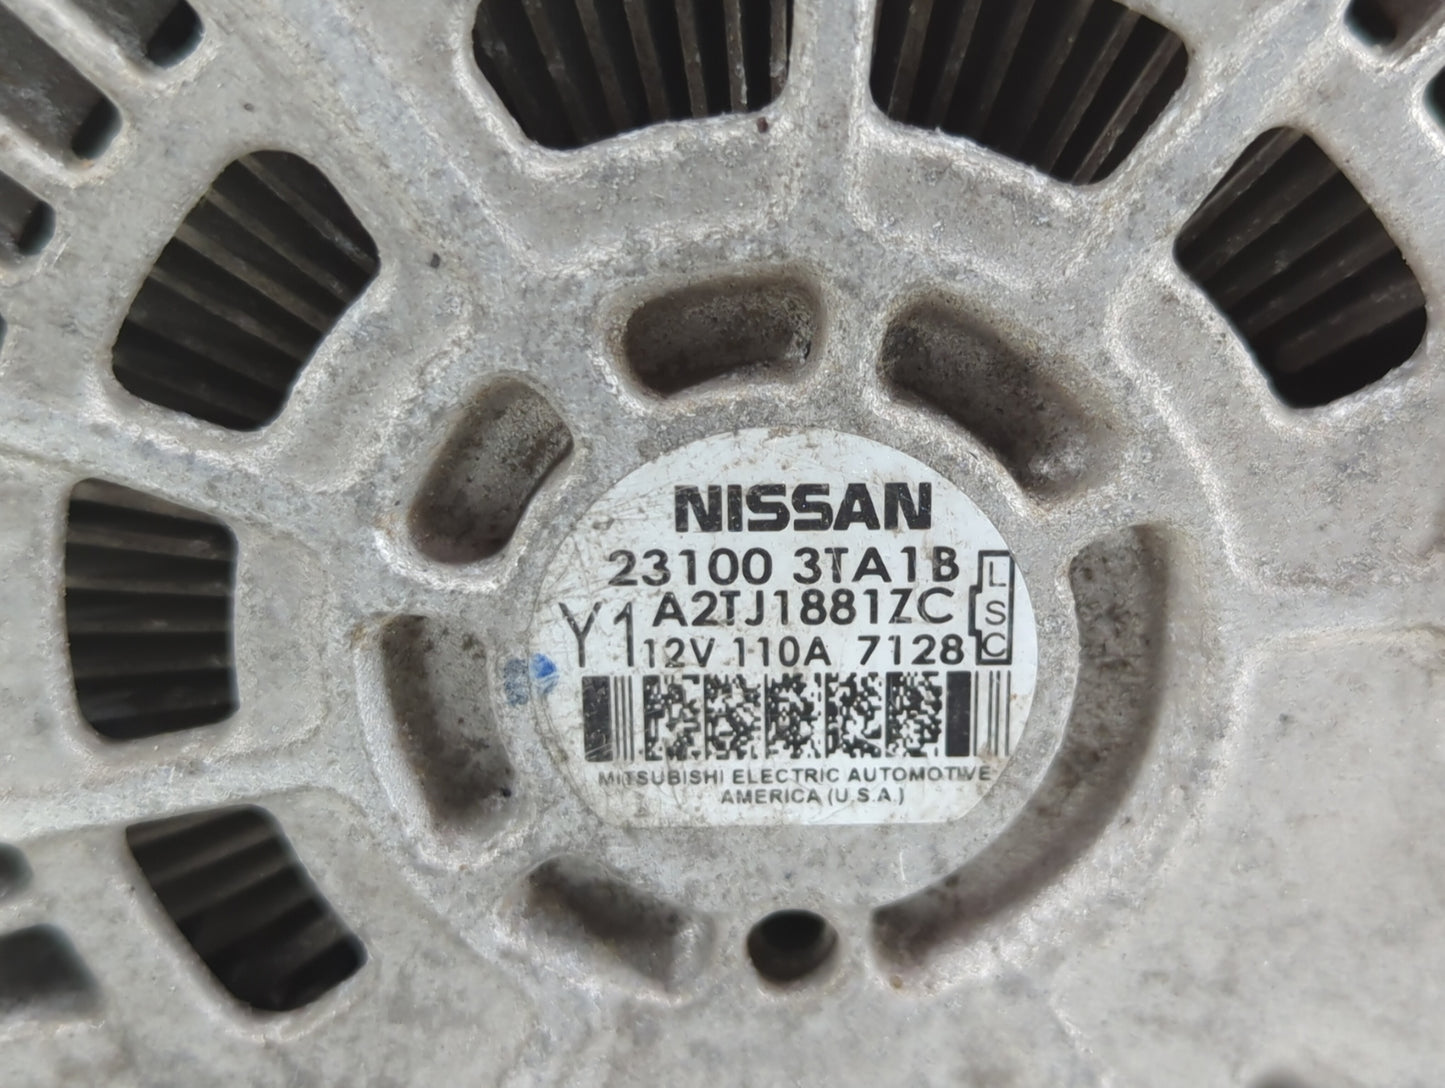 NISSAN
23100 3TA1B
A2TJ1881ZC
Y1
12V 110A 7128
L
S
C
MITSUBISHI ELECTRIC AUTOMOTIVE
AMERICA (U.S.A.)